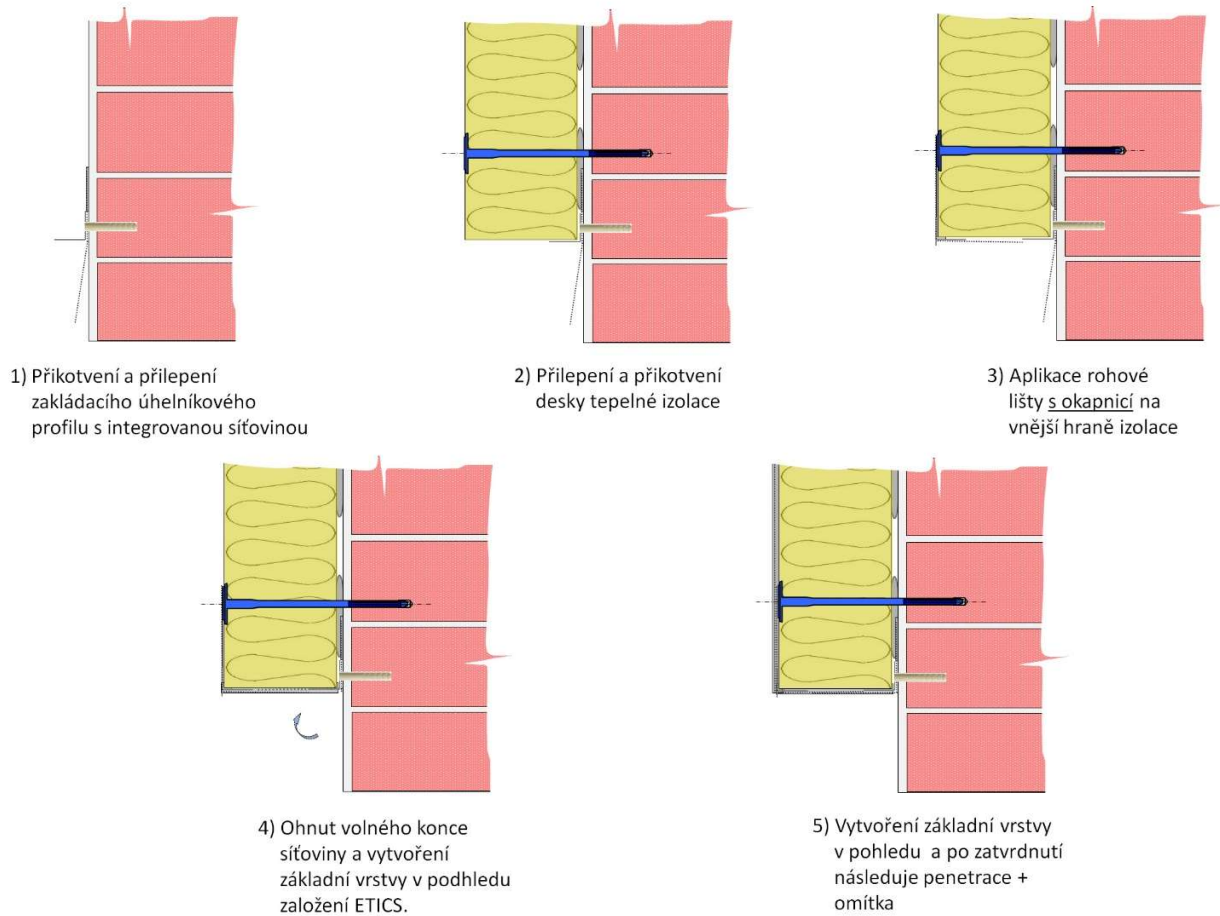 1) Přikotvení a přilepení
zakládacího úhelníkového
profilu s integrovanou síťovinou
2) Přilepení a přikotvení
desky tepelné izolace
3) Aplikace rohové
lišty s okapnicí na
vnější hraně izolace
4) Ohnut volného konce
síťoviny a vytvoření
základní vrstvy v podhledu
založení ETICS.
5) Vytvoření základní vrstvy
v pohledu a po zatvrdnutí
následuje penetrace +
omítka